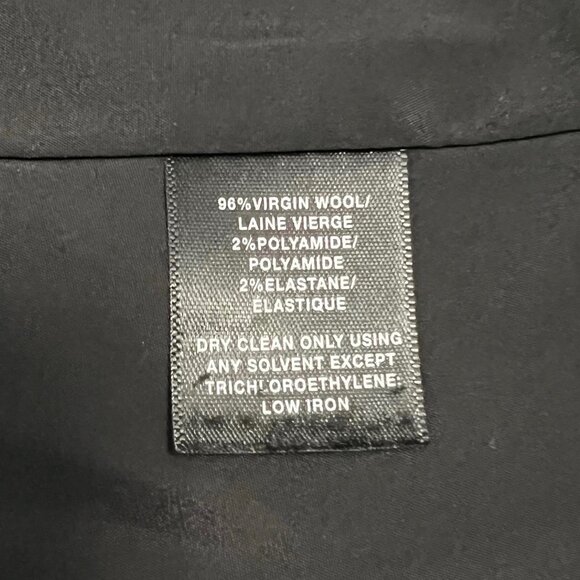 96%VIRGIN WOOL/
LAINE VIERGE
2%POLYAMIDE/
POLYAMIDE
2%ELASTANE/
ÉLASTIQUE
DRY CLEAN ONLY USING
ANY SOLVENT EXCEPT
TRICHLOROETHYLENE
LOW IRON